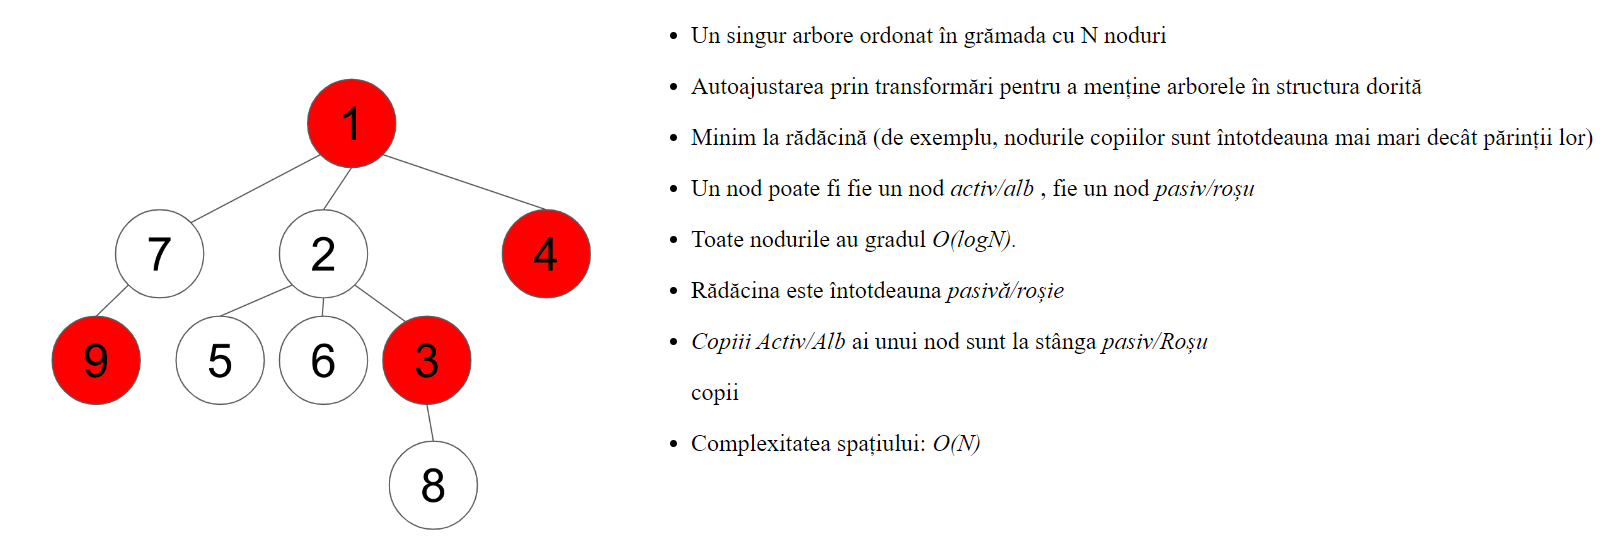 1
7 2 4
9 5 6 3
8
• Un singur arbore ordonat în grămada cu N noduri
• Autoajustarea prin transformări pentru a menține arborele în structura dorită
• Minim la rădăcină (de exemplu, nodurile copiilor sunt întotdeauna mai mari decât părinții lor)
• Un nod poate fi fie un nod activ/alb , fie un nod pasiv/roșu
• Toate nodurile au gradul O(logN).
• Rădăcina este întotdeauna pasivă/roșie
• Copiii Activ/Alb ai unui nod sunt la stânga pasiv/Roșu
copii
• Complexitatea spațiului: O(N)